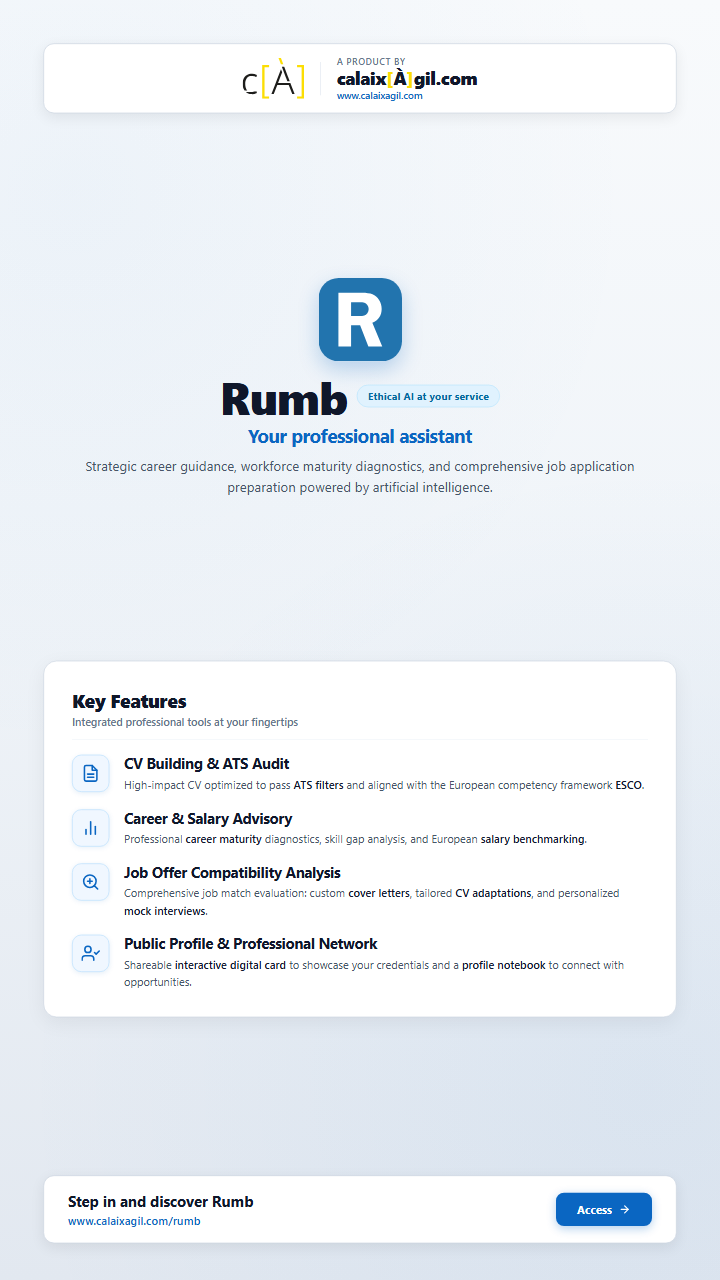 c[À]
A PRODUCT BY
calaix[À]gil.com
www.calaixagil.com
R
Rumb
Ethical AI at your service
Your professional assistant
Strategic career guidance, workforce maturity diagnostics, and comprehensive job application
preparation powered by artificial intelligence.
Key Features
Integrated professional tools at your fingertips
CV Building & ATS Audit
High-impact CV optimized to pass ATS filters and aligned with the European competency framework ESCO.
Career & Salary Advisory
Professional career maturity diagnostics, skill gap analysis, and European salary benchmarking.
Job Offer Compatibility Analysis
Comprehensive job match evaluation: custom cover letters, tailored CV adaptations, and personalized
mock interviews.
Public Profile & Professional Network
Shareable interactive digital card to showcase your credentials and a profile notebook to connect with
opportunities.
Step in and discover Rumb
www.calaixagil.com/rumb
Access →